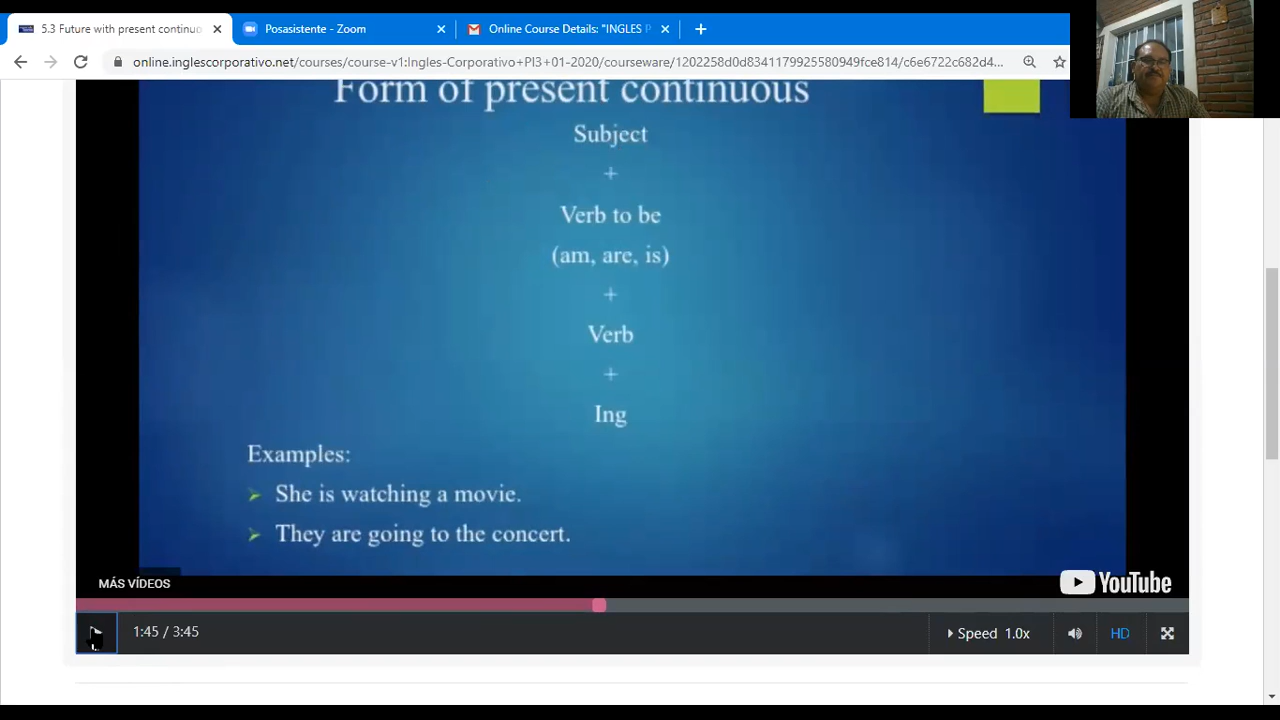 5.3 Future with present continuo
Posasistente - Zoom
Online Course Details: "INGLES P
online.inglescorporativo.net/courses/course-v1:Ingles-Corporativo+PI3+01-2020/courseware/1202258d0d8341179925580949fce814/c6e6722c682d4...
Form of present continuous
Subject
+
Verb to be
(am, are, is)
+
Verb
+
Ing
Examples:
She is watching a movie.
They are going to the concert.
MÁS VÍDEOS
YouTube
1:45 / 3:45
Speed 1.0x
HD